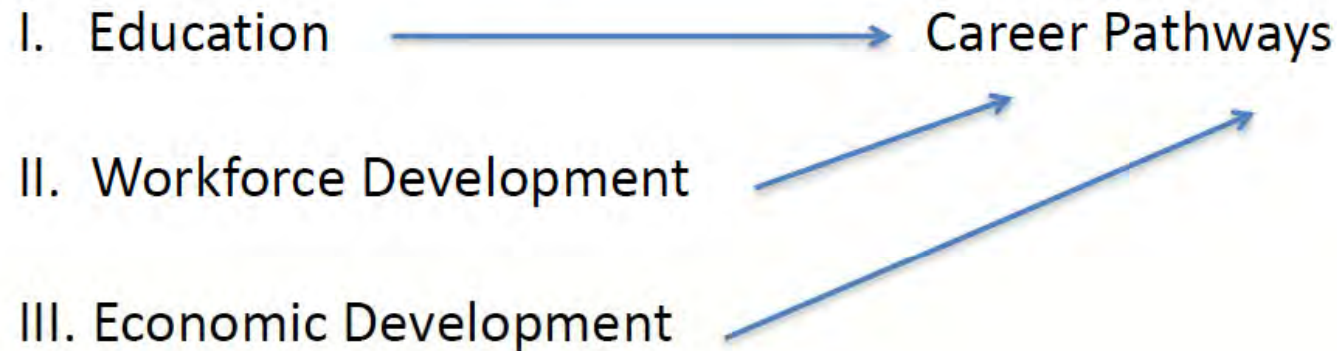 I. Education
Career Pathways
II. Workforce Development
III. Economic Development